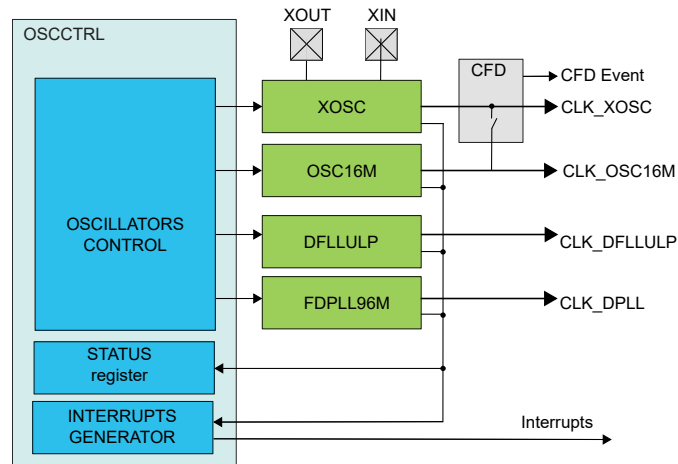 XOUT
XIN
OSCCTRL
CFD
CFD Event
XOSC
CLK_XOSC
OSC16M
CLK_OSC16M
OSCILLATORS
CONTROL
DFLLULP
CLK_DFLLULP
FDPLL96M
CLK_DPLL
STATUS
register
INTERRUPTS
GENERATOR
Interrupts